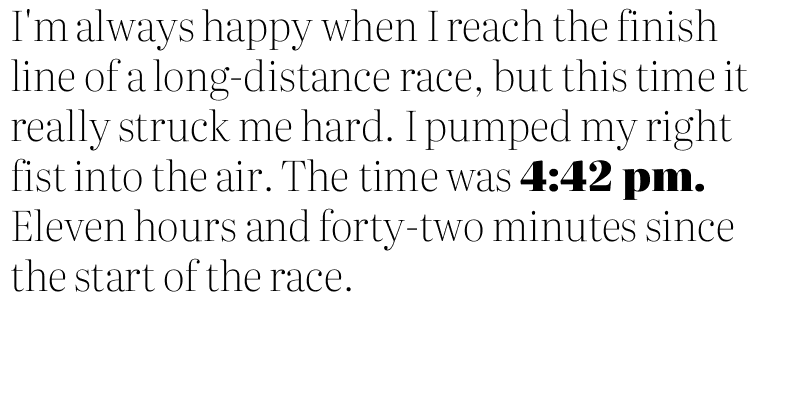 I'm always happy when I reach the finish
line of a long-distance race, but this time it
really struck me hard. I pumped my right
fist into the air. The time was 4:42 pm.
Eleven hours and forty-two minutes since
the start of the race.